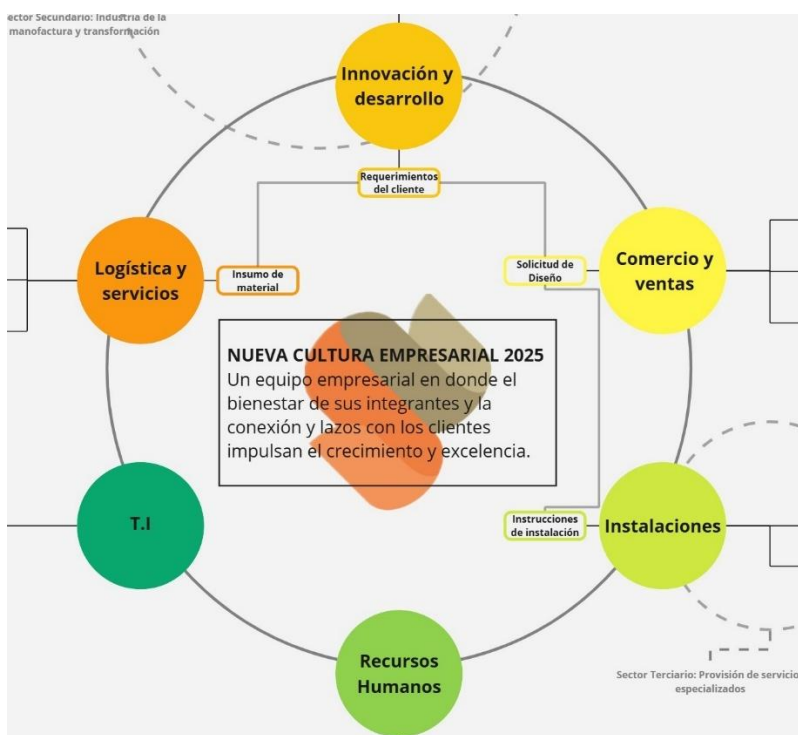 ector Secundario: Industria de la
manofactura y transformación
Innovación y
desarrollo
Requerimientos
del cliente
Logística y
servicios
Insumo de
material
Solicitud de
Diseño
Comercio y
ventas
NUEVA CULTURA EMPRESARIAL 2025
Un equipo empresarial en donde el
bienestar de sus integrantes y la
conexión y lazos con los clientes
impulsan el crecimiento y excelencia.
T.I
Instrucciones
de instalación
Instalaciones
Recursos
Humanos
Sector Terciario: Provisión de servicio
especializados